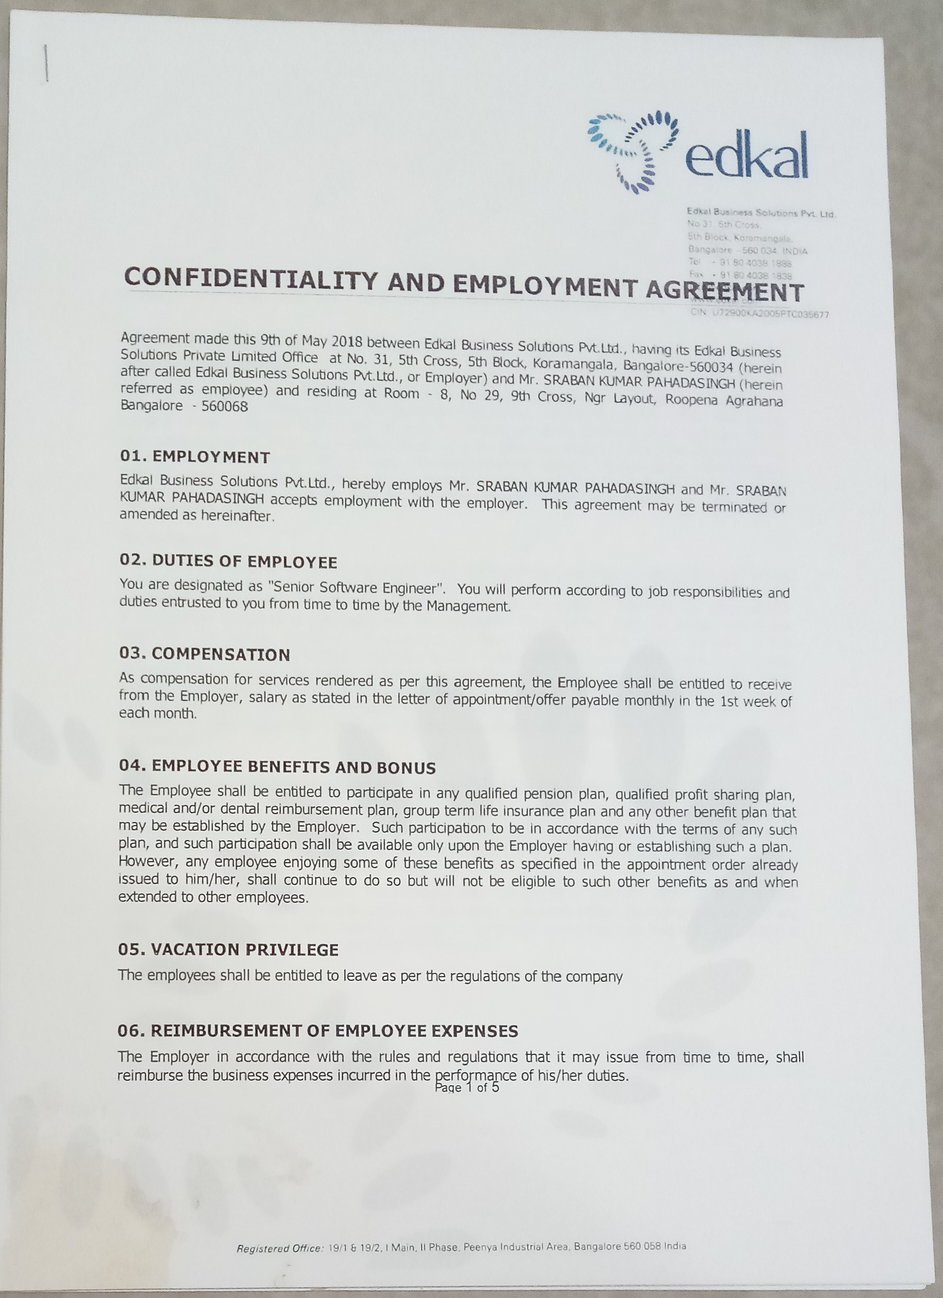 edkal
Edkal Business Solutions Pvt. Ltd.
No 31, 5th Cross,
5th Block, Koramangala,
Bangalore - 560 034, INDIA
Tel + 91 80 4039 1888
Fax + 91 80 4038 1838
CONFIDENTIALITY AND EMPLOYMENT AGREEMENT
CIN: U72900KA2005PTC035677
Agreement made this 9th of May 2018 between Edkal Business Solutions Pvt.Ltd., having its Edkal Business
Solutions Private Limited Office at No. 31, 5th Cross, 5th Block, Koramangala, Bangalore-560034 (herein
after called Edkal Business Solutions Pvt.Ltd., or Employer) and Mr. SRABAN KUMAR PAHADASINGH (herein
referred as employee) and residing at Room - 8, No 29, 9th Cross, Ngr Layout, Roopena Agrahana
Bangalore - 560068
01. EMPLOYMENT
Edkal Business Solutions Pvt.Ltd., hereby employs Mr. SRABAN KUMAR PAHADASINGH and Mr. SRABAN
KUMAR PAHADASINGH accepts employment with the employer. This agreement may be terminated or
amended as hereinafter.
02. DUTIES OF EMPLOYEE
You are designated as "Senior Software Engineer". You will perform according to job responsibilities and
duties entrusted to you from time to time by the Management.
03. COMPENSATION
As compensation for services rendered as per this agreement, the Employee shall be entitled to receive
from the Employer, salary as stated in the letter of appointment/offer payable monthly in the 1st week of
each month.
04. EMPLOYEE BENEFITS AND BONUS
The Employee shall be entitled to participate in any qualified pension plan, qualified profit sharing plan,
medical and/or dental reimbursement plan, group term life insurance plan and any other benefit plan that
may be established by the Employer. Such participation to be in accordance with the terms of any such
plan, and such participation shall be available only upon the Employer having or establishing such a plan.
However, any employee enjoying some of these benefits as specified in the appointment order already
issued to him/her, shall continue to do so but will not be eligible to such other benefits as and when
extended to other employees.
05. VACATION PRIVILEGE
The employees shall be entitled to leave as per the regulations of the company
06. REIMBURSEMENT OF EMPLOYEE EXPENSES
The Employer in accordance with the rules and regulations that it may issue from time to time, shall
reimburse the business expenses incurred in the performance of his/her duties.
Page 1 of 5
Registered Office: 19/1 & 19/2, I Main, II Phase, Peenya Industrial Area, Bangalore 560 058 India